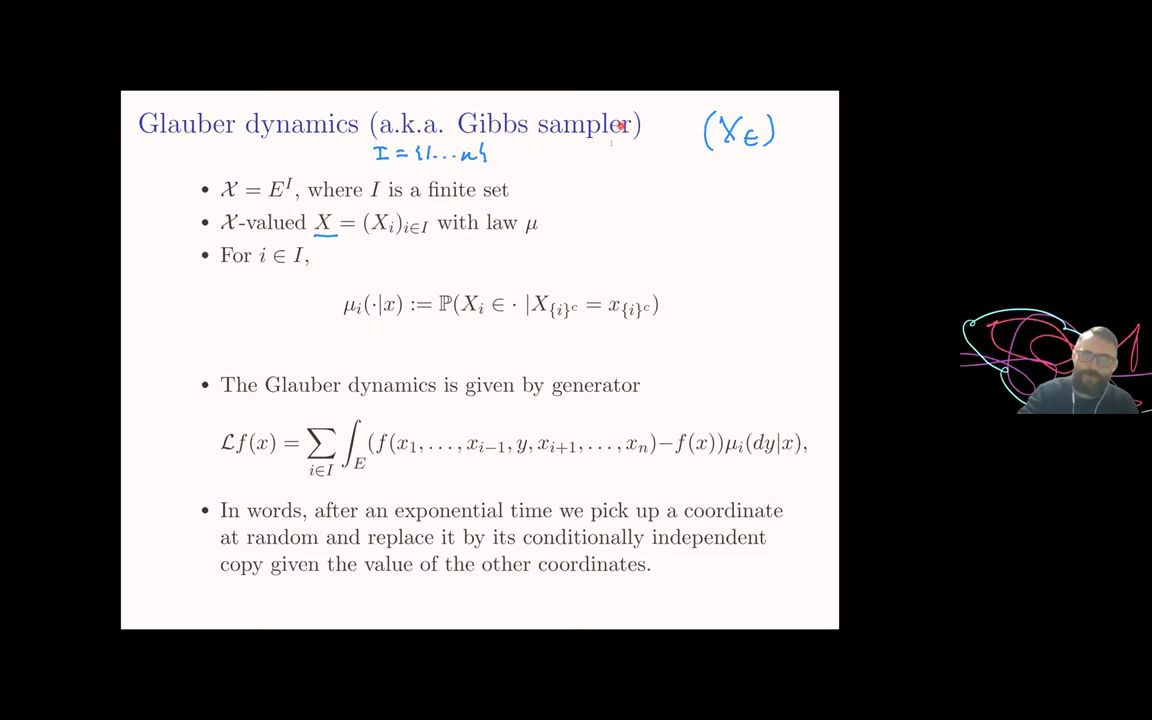 Glauber dynamics (a.k.a. Gibbs sampler) (X_t)
I = {1...n}
• 𝒳 = E^I, where I is a finite set
• 𝒳-valued X = (X_i)_{i∈I} with law μ
• For i ∈ I,
μ_i(·|x) := ℙ(X_i ∈ · |X_{{i}^c} = x_{{i}^c})
• The Glauber dynamics is given by generator
ℒf(x) = ∑_{i∈I} ∫_E (f(x_1, . . . , x_{i−1}, y, x_{i+1}, . . . , x_n)−f(x))μ_i(dy|x),
• In words, after an exponential time we pick up a coordinate
at random and replace it by its conditionally independent
copy given the value of the other coordinates.